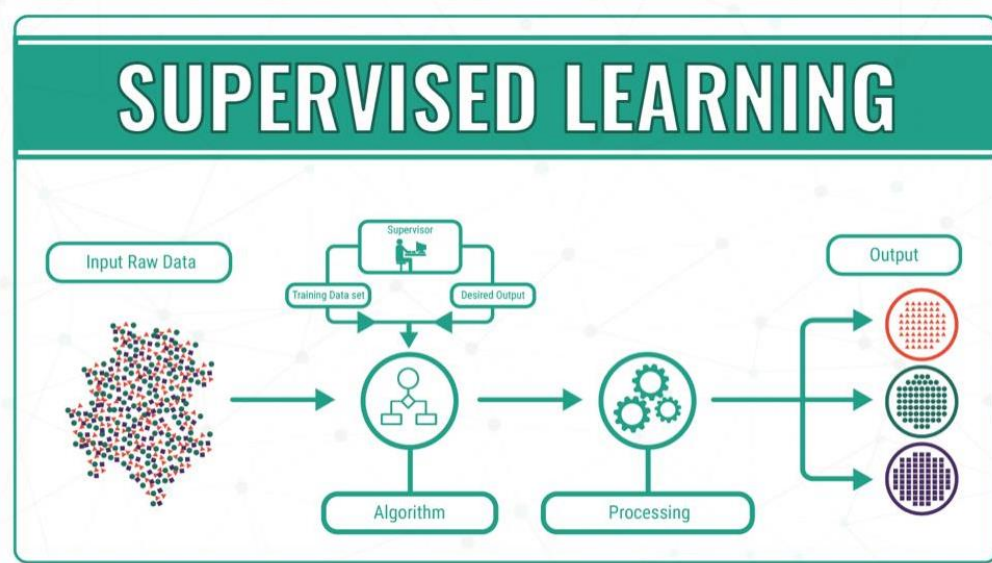 SUPERVISED LEARNING
Input Raw Data
Supervisor
Training Data set
Desired Output
Algorithm
Processing
Output